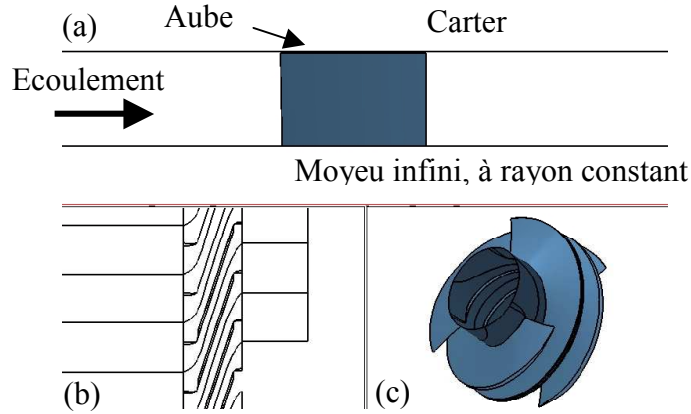 (a)
Aube
Carter
Ecoulement
Moyeu infini, à rayon constant
(b)
(c)